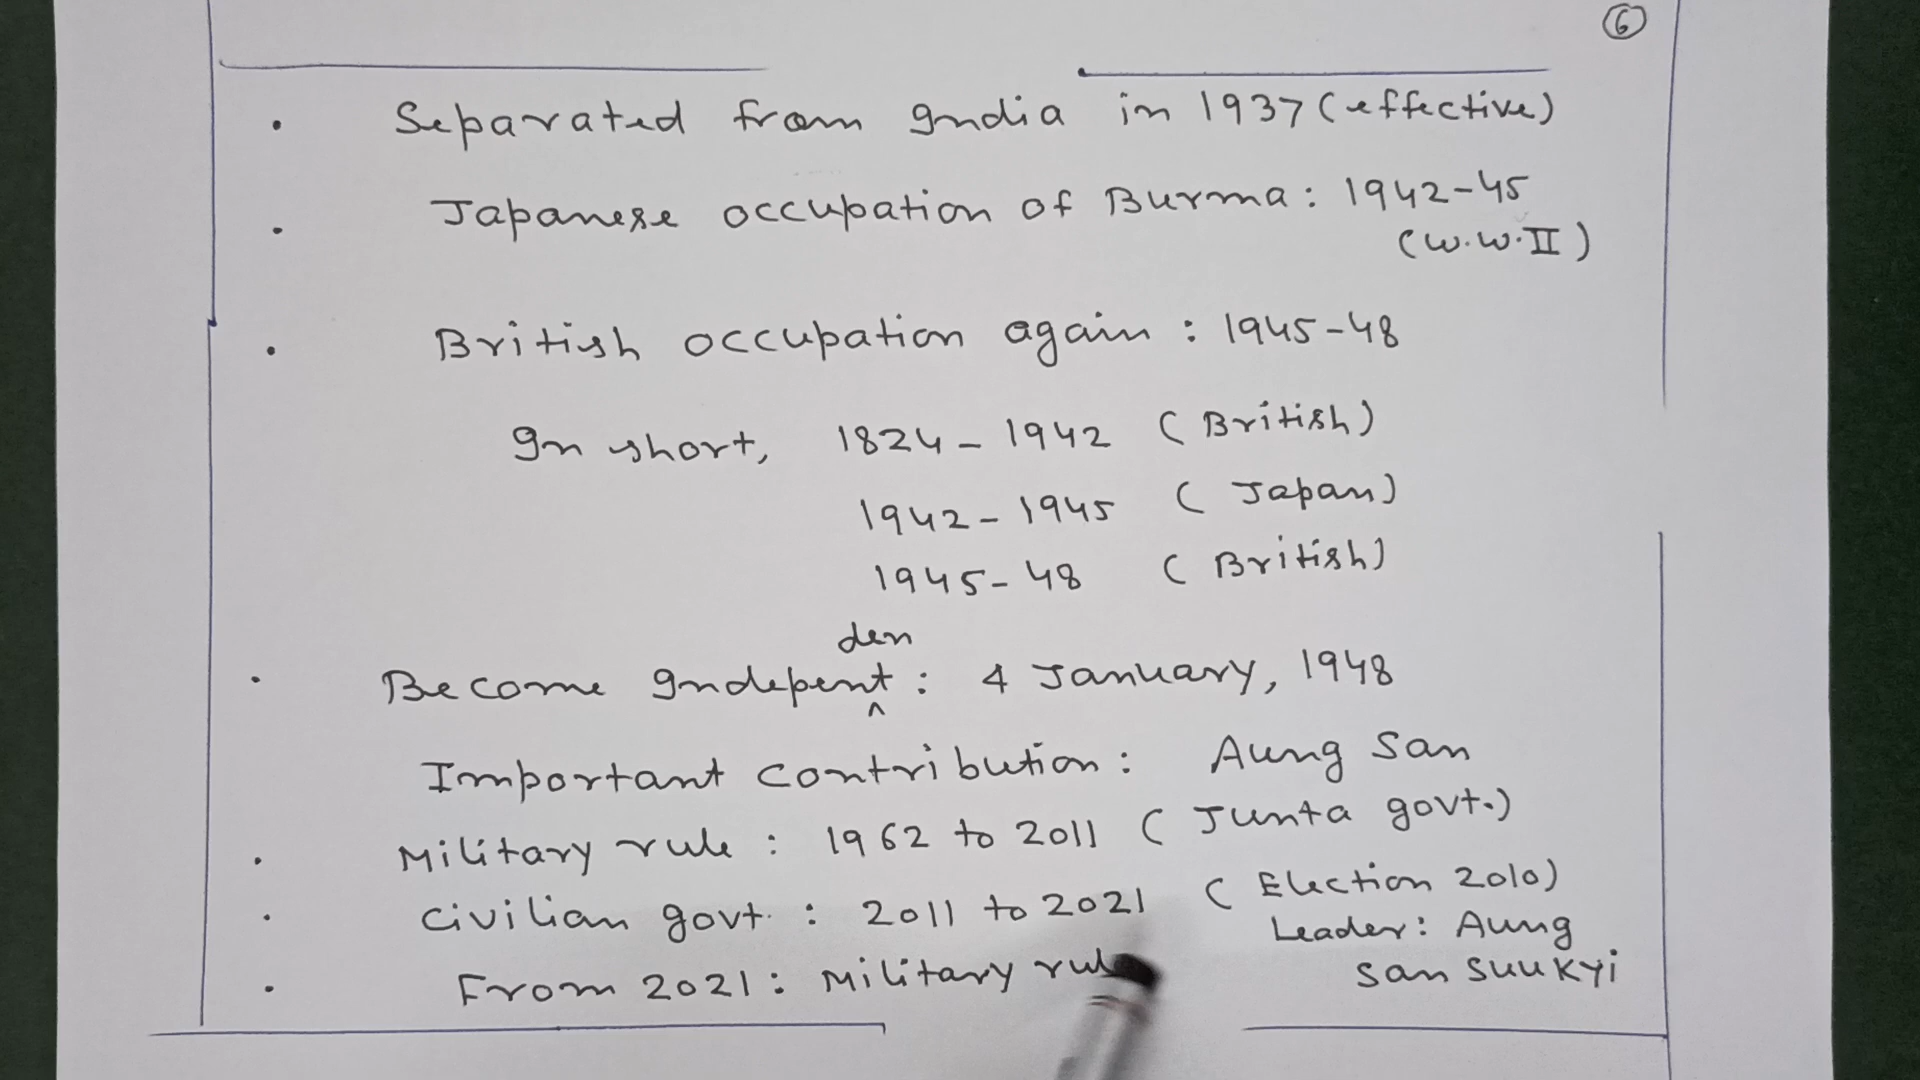 6
Separated from India in 1937 (effective)
Japanese occupation of Burma: 1942-45
(W.W.II)
British occupation again: 1945-48
In short, 1824 - 1942 (British)
1942 - 1945 (Japan)
1945 - 48 (British)
den
Become Indepent: 4 January, 1948
^
Important contribution: Aung San
Military rule: 1962 to 2011 (Junta govt.)
Civilian govt.: 2011 to 2021 (Election 2010)
Leader: Aung
San Suu Kyi
From 2021: Military rule